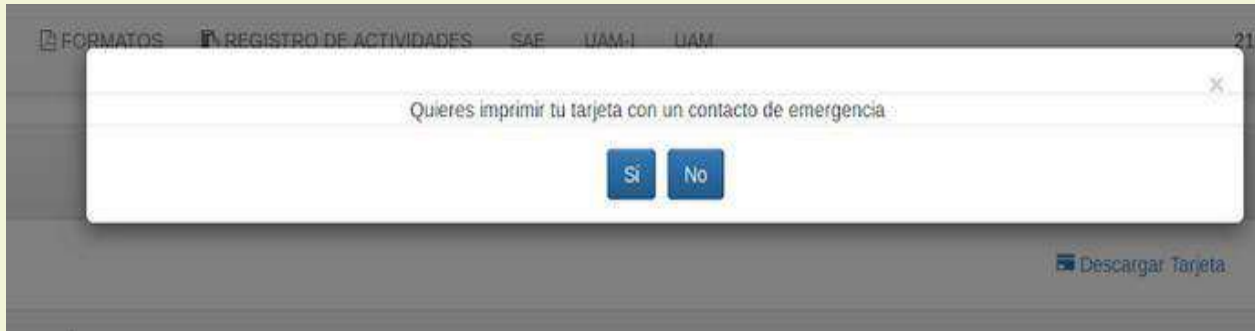 FORMATOS REGISTRO DE ACTIVIDADES SAE UAM-I UAM 21
×
Quieres imprimir tu tarjeta con un contacto de emergencia
Si No
Descargar Tarjeta